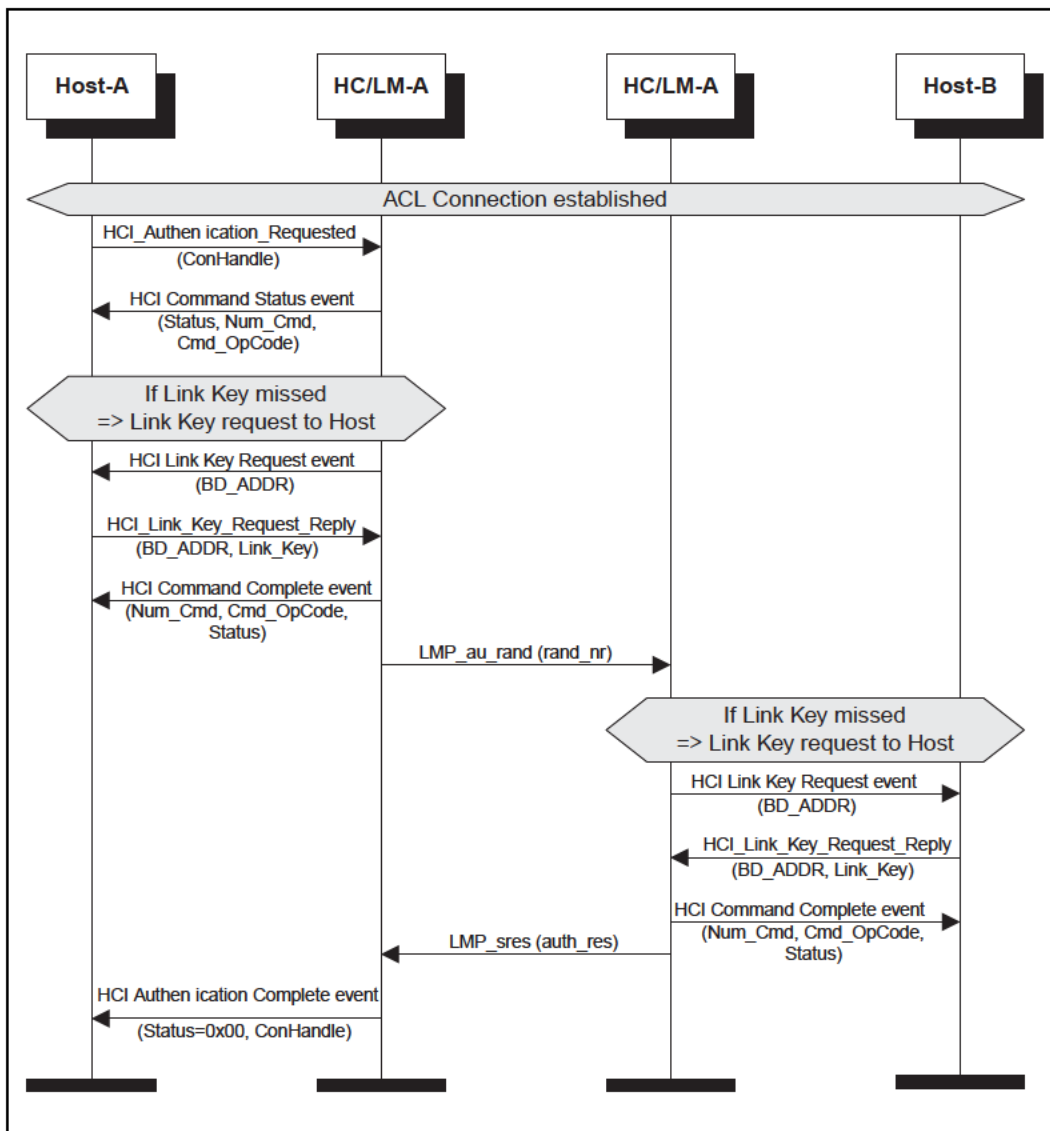 Host-A
HC/LM-A
HC/LM-A
Host-B
ACL Connection established
HCI_Authen ication_Requested
(ConHandle)
HCI Command Status event
(Status, Num_Cmd,
Cmd_OpCode)
If Link Key missed
=> Link Key request to Host
HCI Link Key Request event
(BD_ADDR)
HCI_Link_Key_Request_Reply
(BD_ADDR, Link_Key)
HCI Command Complete event
(Num_Cmd, Cmd_OpCode,
Status)
LMP_au_rand (rand_nr)
If Link Key missed
=> Link Key request to Host
HCI Link Key Request event
(BD_ADDR)
HCI_Link_Key_Request_Reply
(BD_ADDR, Link_Key)
HCI Command Complete event
(Num_Cmd, Cmd_OpCode,
Status)
LMP_sres (auth_res)
HCI Authen ication Complete event
(Status=0x00, ConHandle)